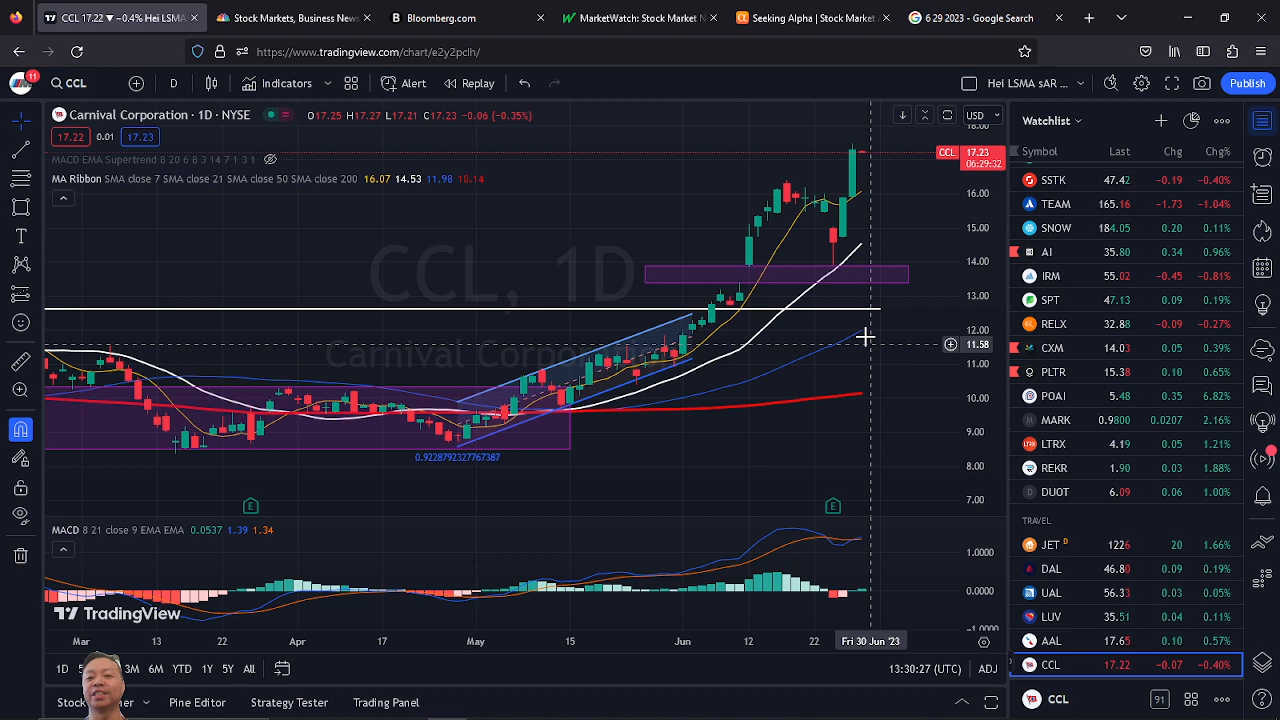 CCL 17.22 ▼ −0.4% Hei LSMA
Stock Markets, Business News
Bloomberg.com
MarketWatch: Stock Market N
Seeking Alpha | Stock Market A
6 29 2023 - Google Search
https://www.tradingview.com/chart/e2y2pclh/
11
CCL
D
Indicators
Alert
Replay
Hei LSMA sAR ...
Publish
Carnival Corporation · 1D · NYSE
O17.25 H17.27 L17.21 C17.23 −0.06 (−0.35%)
USD
17.22 0.01 17.23
MACD EMA Supertrend 8 20 6 8 3 14 7 1 3 1
MA Ribbon SMA close 7 SMA close 21 SMA close 50 SMA close 200 16.07 14.53 11.98 10.14
CCL, 1D
Carnival Corporation
18.00
CCL 17.23
06:29:32
16.00
15.00
14.00
13.00
12.00
11.58
11.00
10.00
9.00
8.00
7.00
0.9228792327767387
E
E
MACD 8 21 close 9 EMA EMA 0.0537 1.39 1.34
1.0000
0.0000
−1.0000
TradingView
Mar 13 22 Apr 17 May 15 Jun 12 22 Fri 30 Jun '23
1D 3M 6M YTD 1Y 5Y All
13:30:27 (UTC)
ADJ
Pine Editor
Strategy Tester
Trading Panel
Watchlist
Symbol Last Chg Chg%
SSTK 47.42 −0.19 −0.40%
TEAM 165.16 −1.73 −1.04%
SNOW 184.05 0.20 0.11%
AI 35.80 0.34 0.96%
IRM 55.02 −0.45 −0.81%
SPT 47.13 0.09 0.19%
RELX 32.88 −0.09 −0.27%
CXM 14.03 0.05 0.39%
PLTR 15.38 0.10 0.65%
POAI 5.48 0.35 6.82%
MARK 0.9800 0.0207 2.16%
LTRX 4.19 0.05 1.21%
REKR 1.90 0.03 1.88%
DUOT 6.09 0.06 1.00%
TRAVEL
JET D 1226 20 1.66%
DAL 46.80 0.09 0.19%
UAL 56.33 0.03 0.05%
LUV 35.51 0.04 0.11%
AAL 17.65 0.10 0.57%
CCL 17.22 −0.07 −0.40%
CCL
91